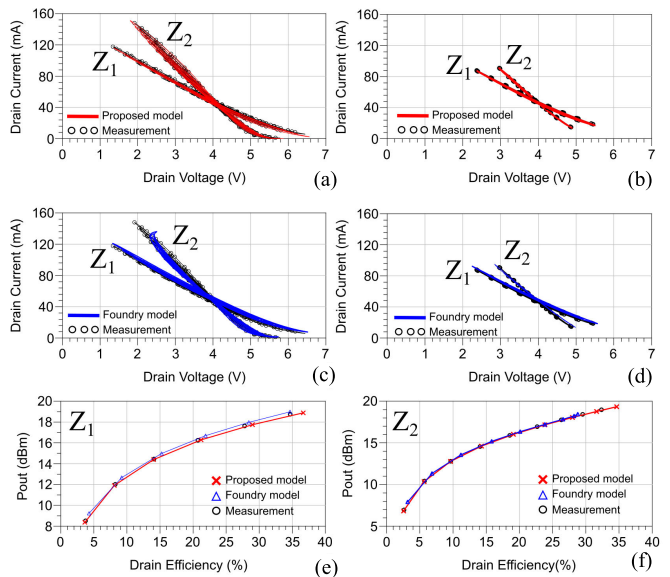 160
120
80
40
0
Drain Current (mA)
Z2
Z1
Proposed model
Measurement
0 1 2 3 4 5 6 7
Drain Voltage (V)
(a)
160
120
80
40
0
Drain Current (mA)
Z2
Z1
Proposed model
Measurement
0 1 2 3 4 5 6 7
Drain Voltage (V)
(b)
160
120
80
40
0
Drain Current (mA)
Z2
Z1
Foundry model
Measurement
0 1 2 3 4 5 6 7
Drain Voltage (V)
(c)
160
120
80
40
0
Drain Current (mA)
Z2
Z1
Foundry model
Measurement
0 1 2 3 4 5 6 7
Drain Voltage (V)
(d)
20
18
16
14
12
10
8
Pout (dBm)
Z1
Proposed model
Foundry model
Measurement
0 5 10 15 20 25 30 35 40
Drain Efficiency (%)
(e)
20
15
10
5
Pout (dBm)
Z2
Proposed model
Foundry model
Measurement
0 5 10 15 20 25 30 35 40
Drain Efficiency(%)
(f)